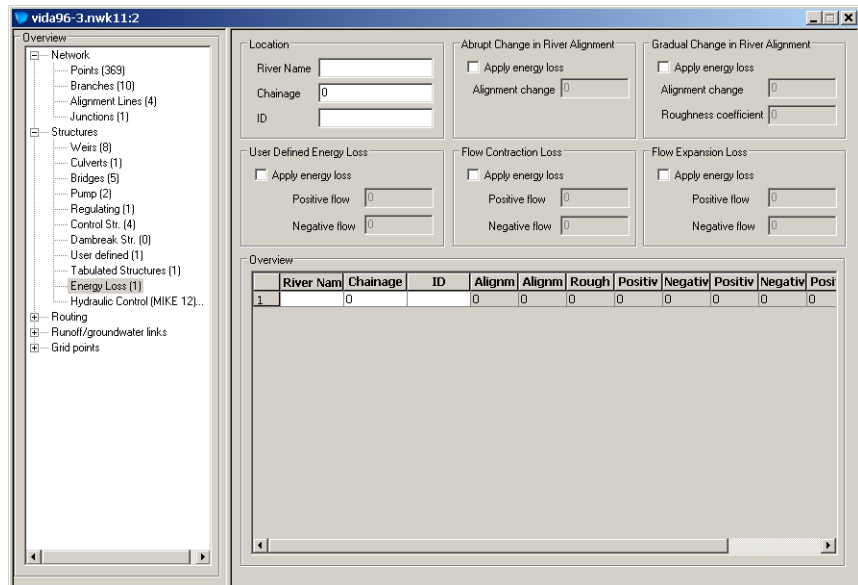 vida96-3.nwk11:2
Overview
Network
Points (369)
Branches (10)
Alignment Lines (4)
Junctions (1)
Structures
Weirs (8)
Culverts (1)
Bridges (5)
Pump (2)
Regulating (1)
Control Str. (4)
Dambreak Str. (0)
User defined (1)
Tabulated Structures (1)
Energy Loss (1)
Hydraulic Control (MIKE 12)...
Routing
Runoff/groundwater links
Grid points
Location
River Name
Chainage 0
ID
Abrupt Change in River Alignment
Apply energy loss
Alignment change 0
Gradual Change in River Alignment
Apply energy loss
Alignment change 0
Roughness coefficient 0
User Defined Energy Loss
Apply energy loss
Positive flow 0
Negative flow 0
Flow Contraction Loss
Apply energy loss
Positive flow 0
Negative flow 0
Flow Expansion Loss
Apply energy loss
Positive flow 0
Negative flow 0
Overview
River Nam Chainage ID Alignm Alignm Rough Positiv Negativ Positiv Negativ Posi
1 0 0 0 0 0 0 0 0 0